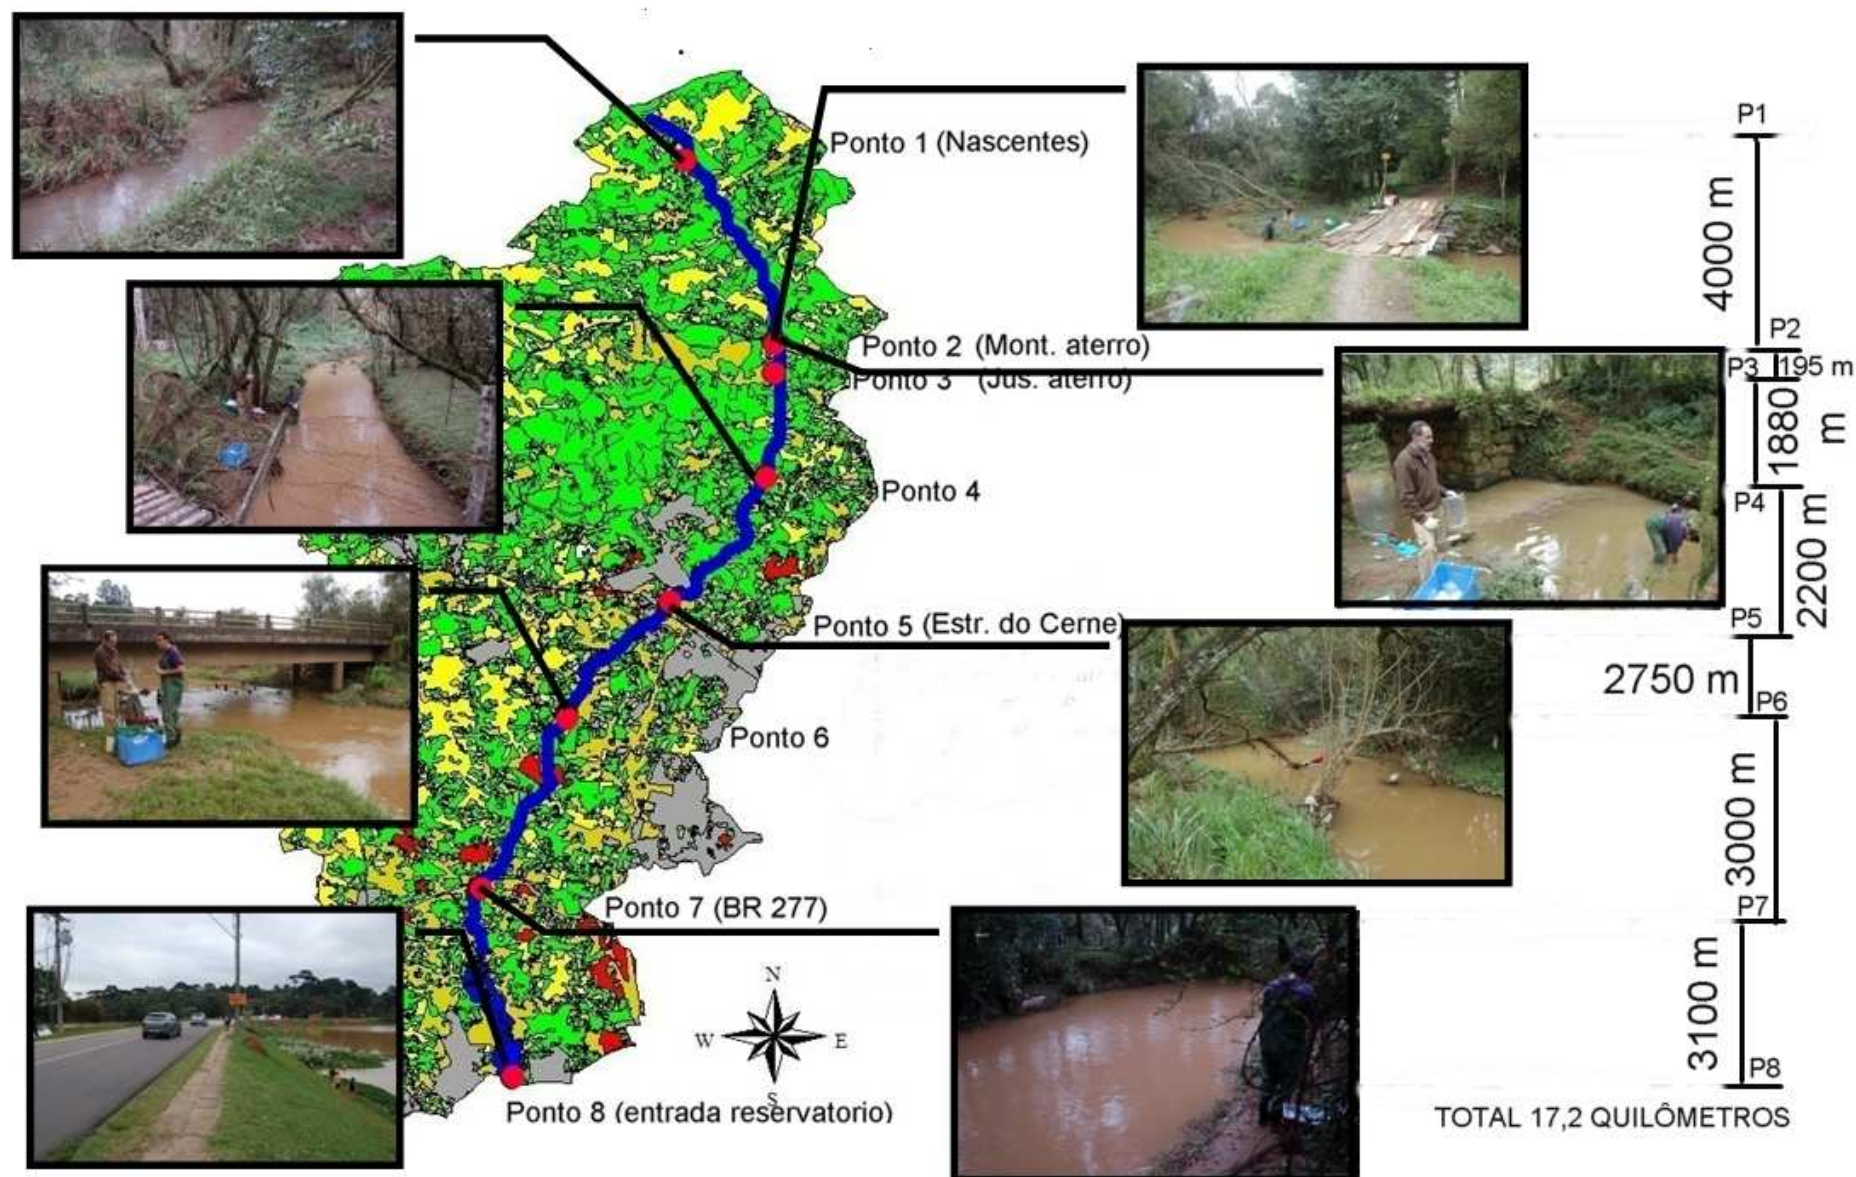 Ponto 1 (Nascentes)
Ponto 2 (Mont. aterro)
Ponto 3 (Jus. aterro)
Ponto 4
Ponto 5 (Estr. do Cerne)
Ponto 6
Ponto 7 (BR 277)
Ponto 8 (entrada reservatorio)
N
W
E
S
P1
4000 m
P2
P3
195 m
1880
m
P4
2200 m
P5
2750 m
P6
3000 m
P7
3100 m
P8
TOTAL 17,2 QUILÔMETROS